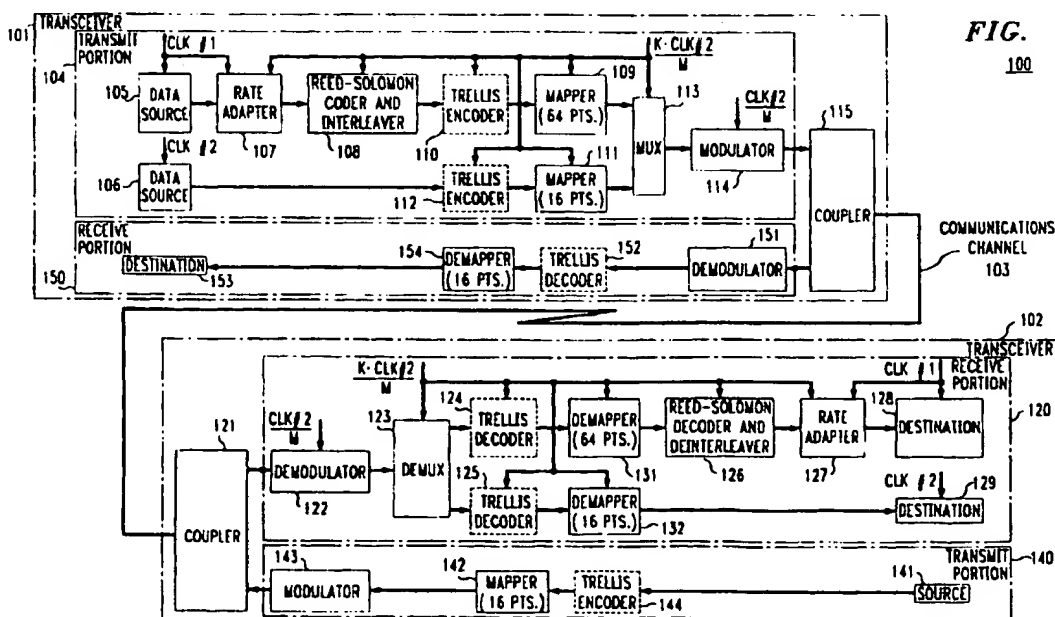 FIG.
100
101
TRANSCEIVER
TRANSMIT
PORTION
104
CLK #1
K·CLK#2
M
105
DATA
SOURCE
RATE
ADAPTER
107
REED-SOLOMON
CODER AND
INTERLEAVER
108
TRELLIS
ENCODER
110
MAPPER
(64 PTS.)
109
113
MUX
CLK#2
M
MODULATOR
114
115
COUPLER
CLK #2
106
DATA
SOURCE
TRELLIS
ENCODER
112
111
MAPPER
(16 PTS.)
RECEIVE
PORTION
150
DESTINATION
153
154
DEMAPPER
(16 PTS.)
152
TRELLIS
DECODER
151
DEMODULATOR
COMMUNICATIONS
CHANNEL
103
102
TRANSCEIVER
RECEIVE
PORTION
120
K·CLK#2
M
CLK #1
121
COUPLER
CLK#2
M
DEMODULATOR
122
123
DEMUX
124
TRELLIS
DECODER
DEMAPPER
(64 PTS.)
131
REED-SOLOMON
DECODER AND
DEINTERLEAVER
126
RATE
ADAPTER
127
128
DESTINATION
125
TRELLIS
DECODER
DEMAPPER
(16 PTS.)
132
CLK #2
129
DESTINATION
TRANSMIT
PORTION
140
143
MODULATOR
142
MAPPER
(16 PTS.)
TRELLIS
ENCODER
144
141
SOURCE